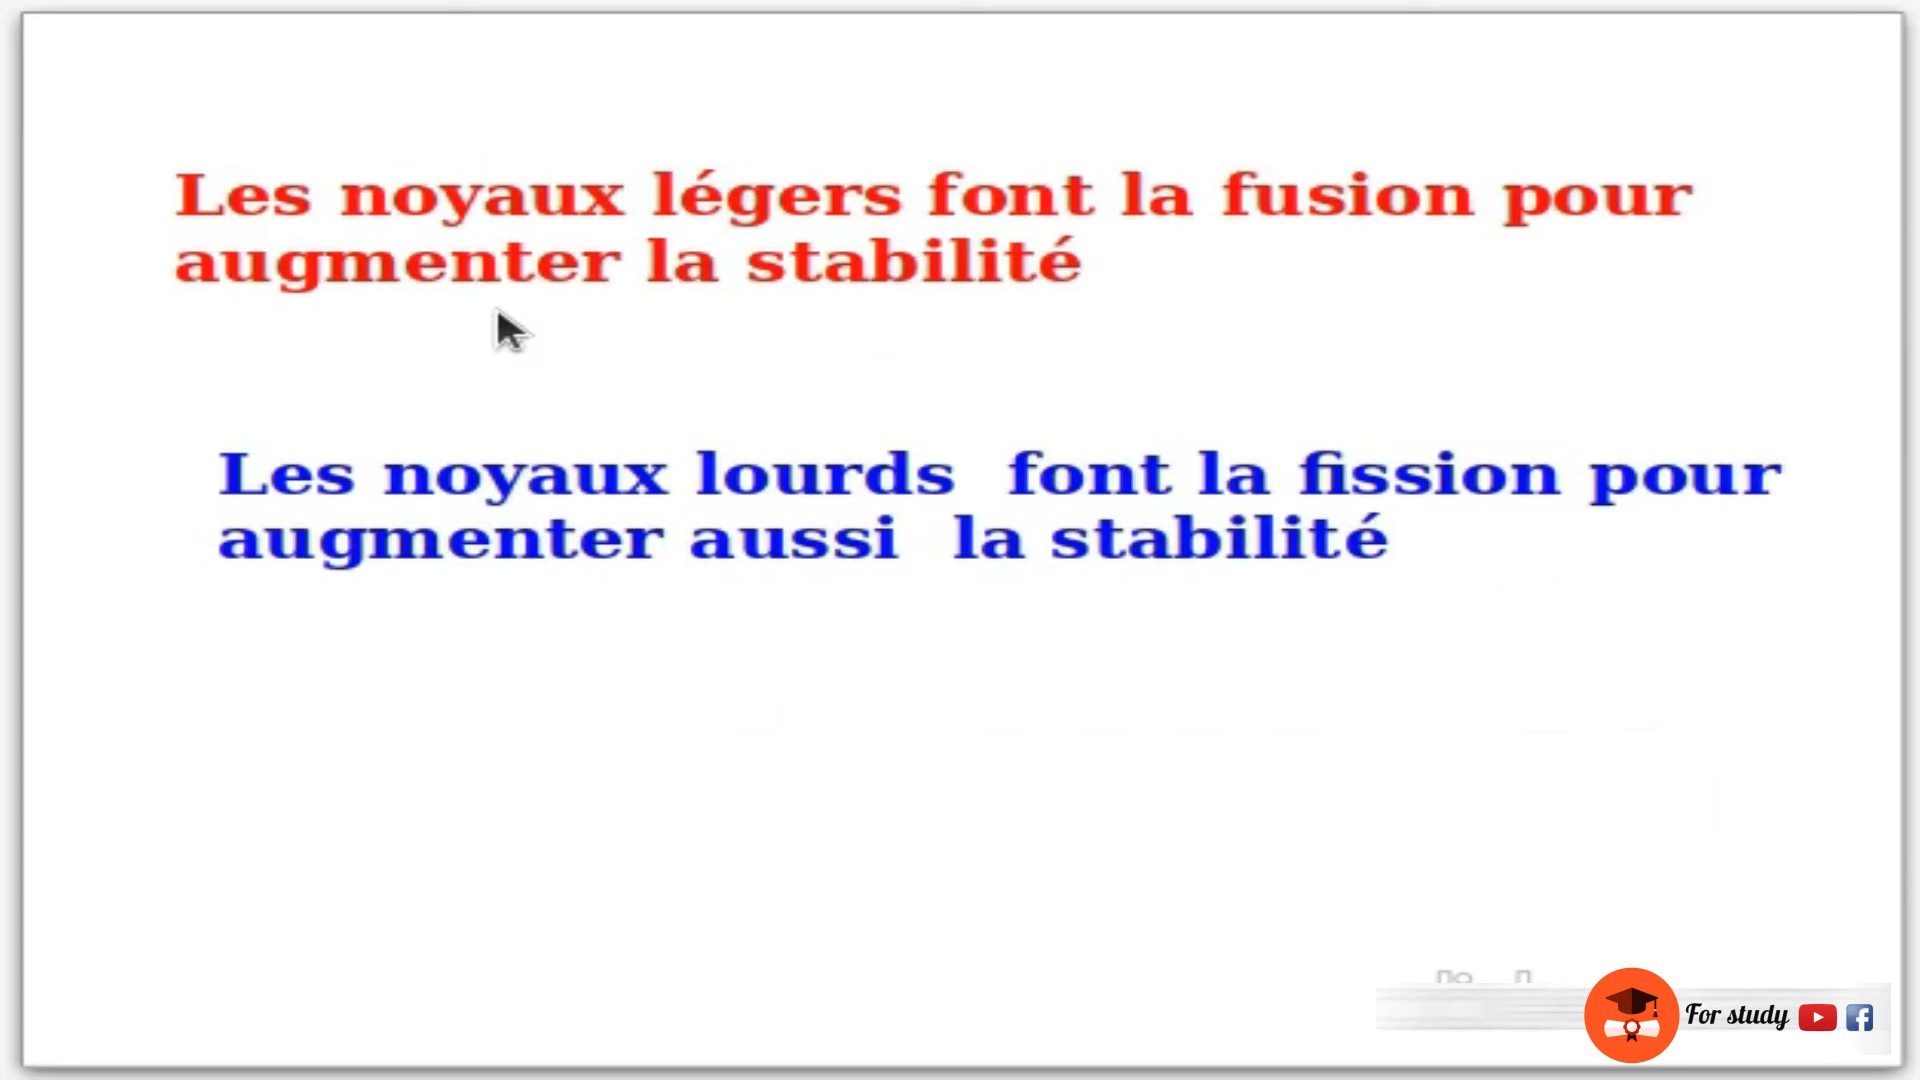 Les noyaux légers font la fusion pour
augmenter la stabilité
Les noyaux lourds  font la fission pour
augmenter aussi  la stabilité
For study